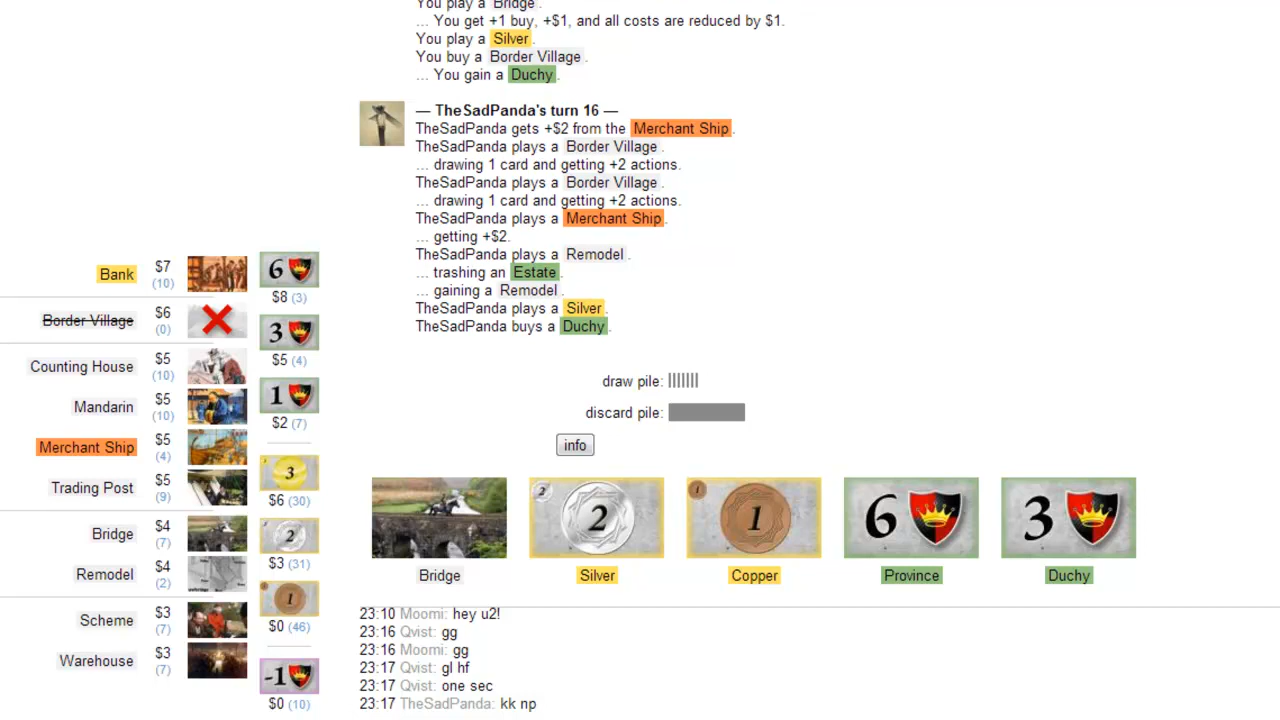 You play a Bridge.
... You get +1 buy, +$1, and all costs are reduced by $1.
You play a Silver.
You buy a Border Village.
... You gain a Duchy.
— TheSadPanda's turn 16 —
TheSadPanda gets +$2 from the Merchant Ship.
TheSadPanda plays a Border Village.
... drawing 1 card and getting +2 actions.
TheSadPanda plays a Border Village.
... drawing 1 card and getting +2 actions.
TheSadPanda plays a Merchant Ship.
... getting +$2.
TheSadPanda plays a Remodel.
... trashing an Estate.
... gaining a Remodel.
TheSadPanda plays a Silver.
TheSadPanda buys a Duchy.
Bank $7 (10)
Border Village $6 (0)
Counting House $5 (10)
Mandarin $5 (10)
Merchant Ship $5 (4)
Trading Post $5 (9)
Bridge $4 (7)
Remodel $4 (2)
Scheme $3 (7)
Warehouse $3 (7)
6
$8 (3)
3
$5 (4)
1
$2 (7)
3
$6 (30)
2
$3 (31)
1
$0 (46)
-1
$0 (10)
draw pile:
discard pile:
info
2 2
1 1
6
3
Bridge
Silver
Copper
Province
Duchy
23:10 Moomi: hey u2!
23:16 Qvist: gg
23:16 Moomi: gg
23:17 Qvist: gl hf
23:17 Qvist: one sec
23:17 TheSadPanda: kk np